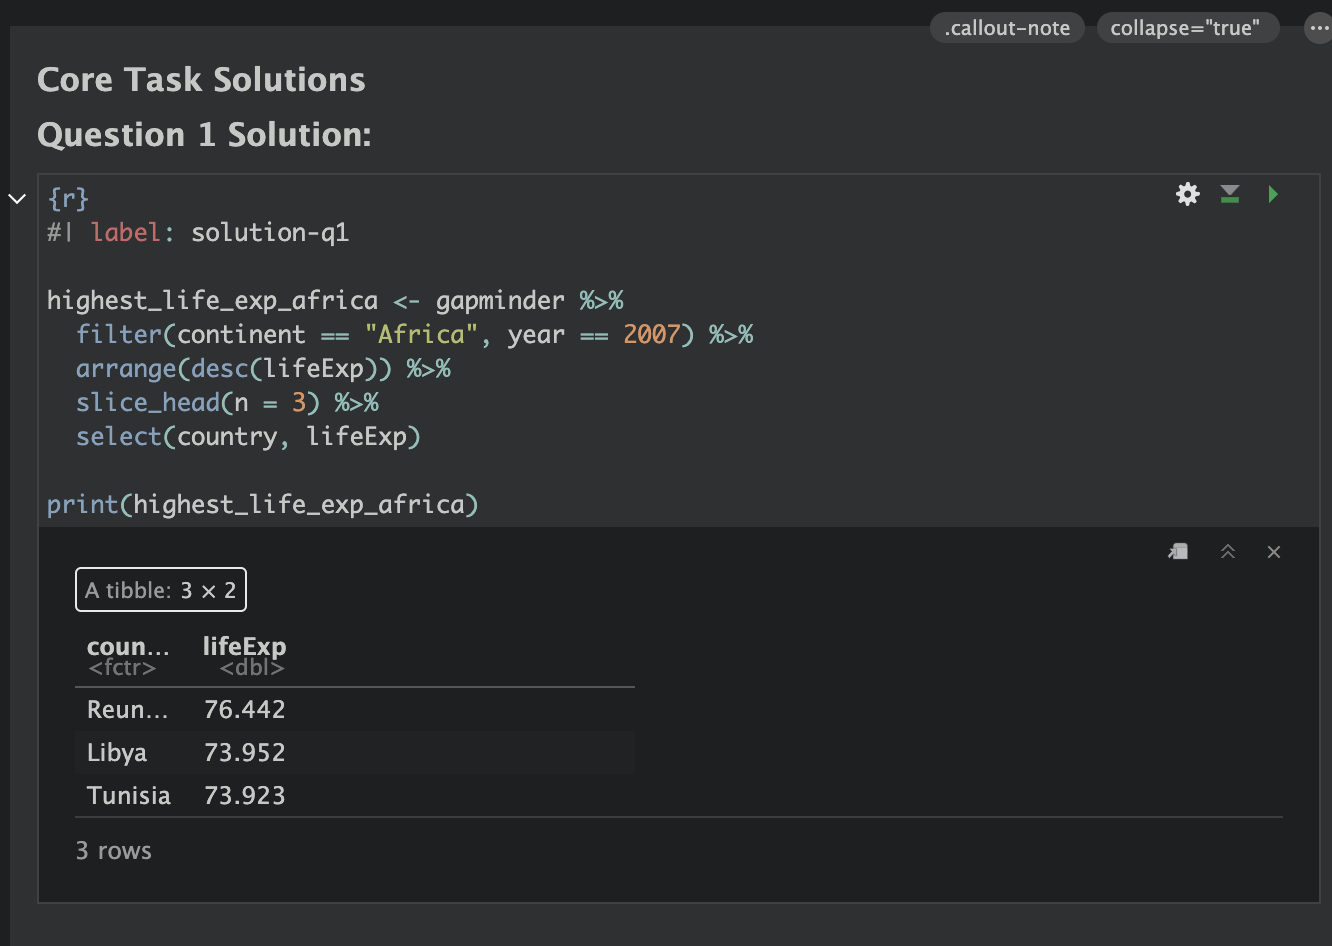 .callout-note collapse="true" ...
Core Task Solutions
Question 1 Solution:
{r}
#| label: solution-q1
highest_life_exp_africa <- gapminder %>%
  filter(continent == "Africa", year == 2007) %>%
  arrange(desc(lifeExp)) %>%
  slice_head(n = 3) %>%
  select(country, lifeExp)
print(highest_life_exp_africa)
A tibble: 3 × 2
coun... lifeExp
<fctr> <dbl>
Reun... 76.442
Libya 73.952
Tunisia 73.923
3 rows